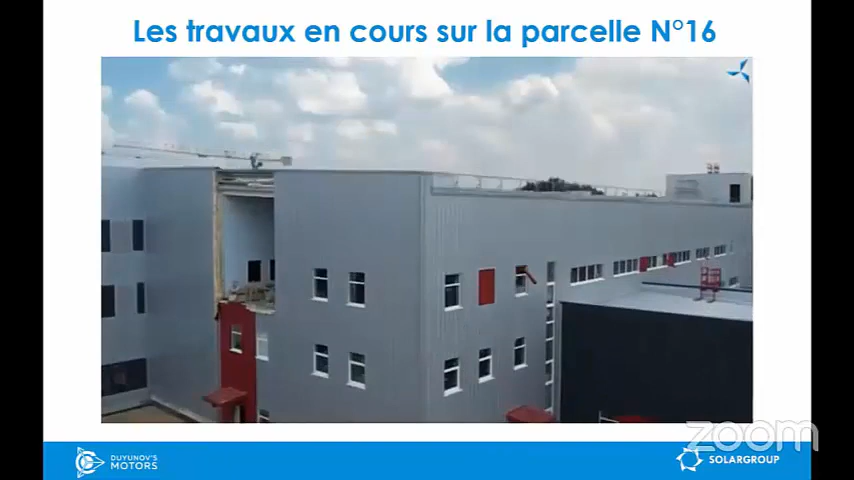 Les travaux en cours sur la parcelle N°16
zoom
DUYUNOV'S
MOTORS
SOLARGROUP